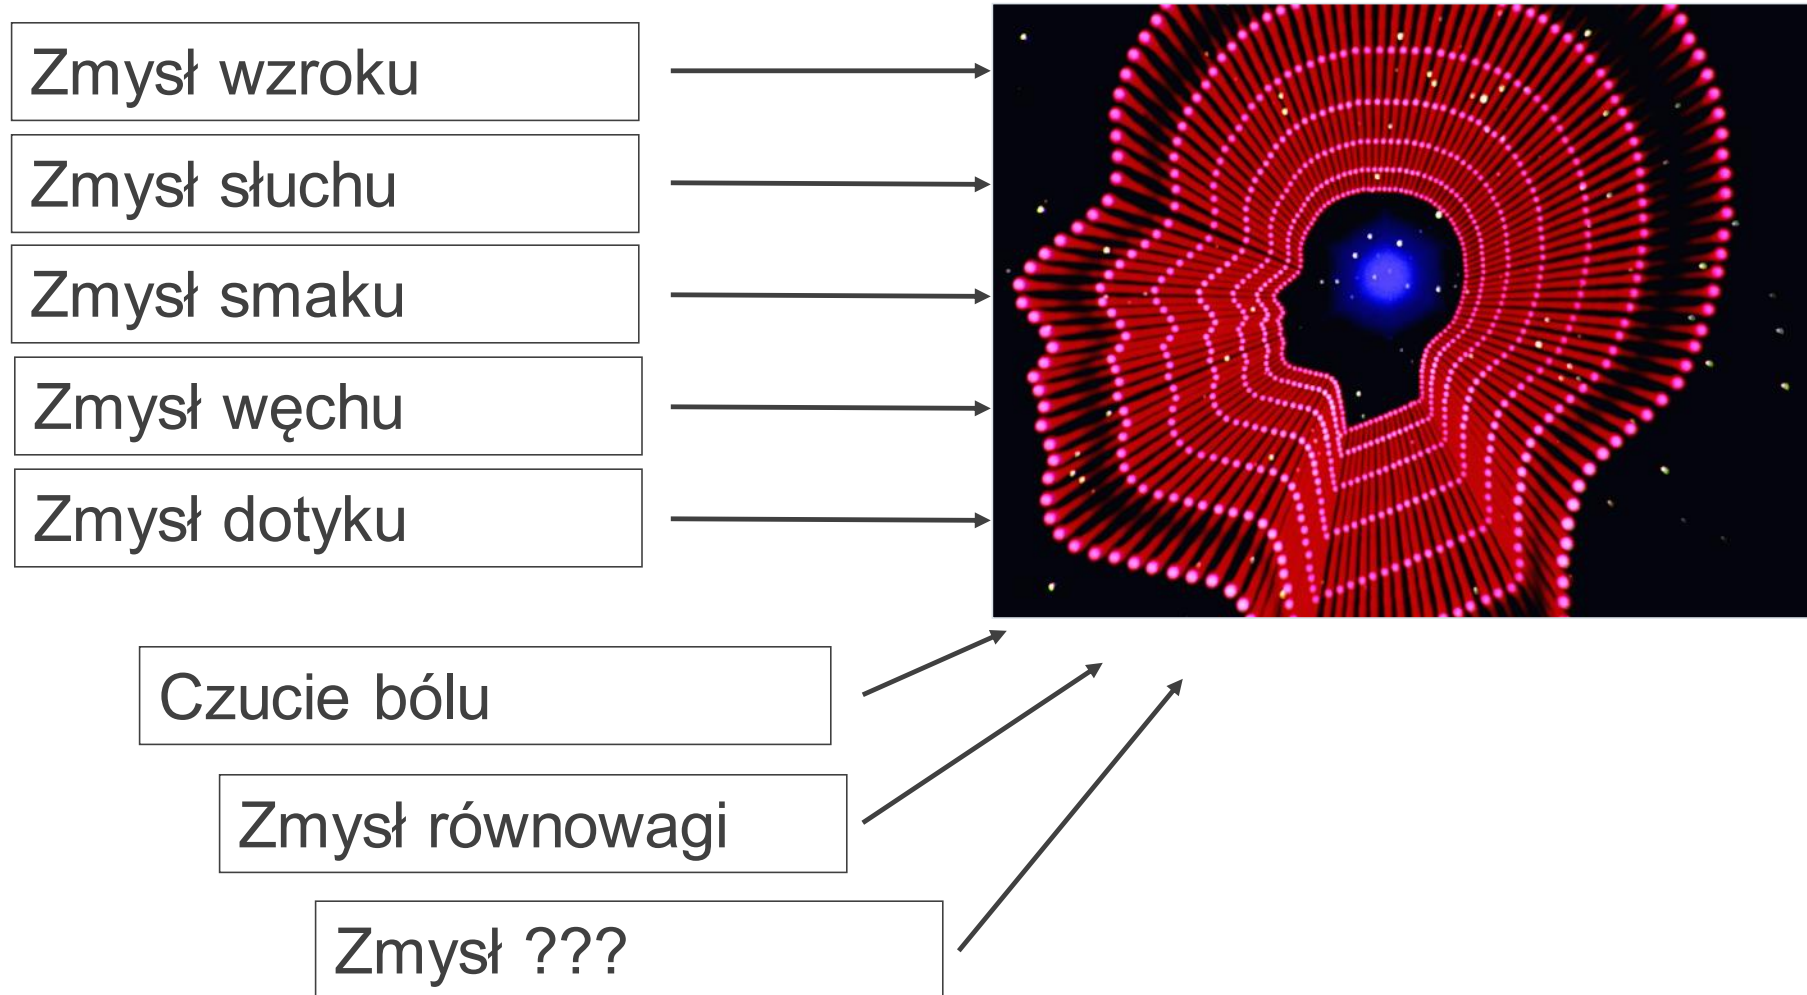 Zmysł wzroku
Zmysł słuchu
Zmysł smaku
Zmysł węchu
Zmysł dotyku
Czucie bólu
Zmysł równowagi
Zmysł ???